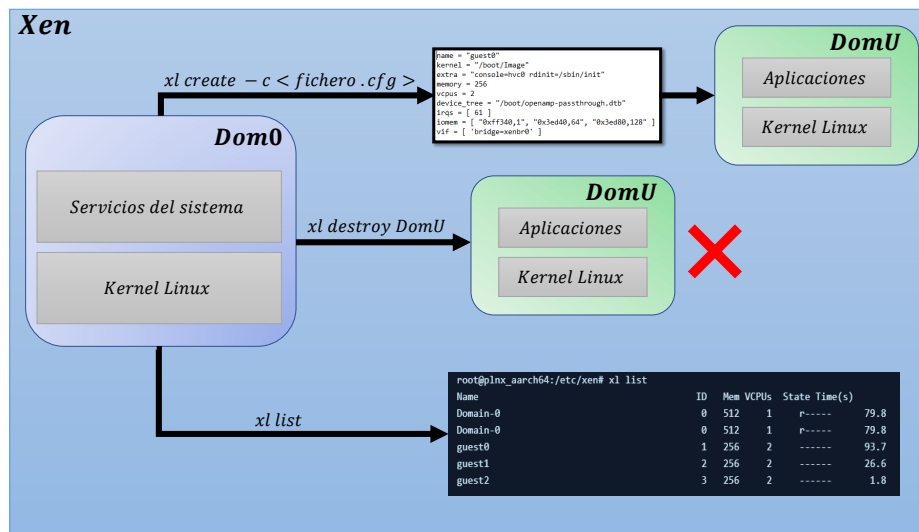 Xen
xl create − c < fichero .cfg >
name = "guest0"
kernel = "/boot/Image"
extra = "console=hvc0 rdinit=/sbin/init"
memory = 256
vcpus = 2
device_tree = "/boot/openamp-passthrough.dtb"
irqs = [ 61 ]
iomem = [ "0xff340,1", "0x3ed40,64", "0x3ed80,128" ]
vif = [ 'bridge=xenbr0' ]
DomU
Aplicaciones
Kernel Linux
Dom0
Servicios del sistema
Kernel Linux
xl destroy DomU
DomU
Aplicaciones
Kernel Linux
xl list
root@plnx_aarch64:/etc/xen# xl list
Name ID Mem VCPUs State Time(s)
Domain-0 0 512 1 r----- 79.8
Domain-0 0 512 1 r----- 79.8
guest0 1 256 2 ------ 93.7
guest1 2 256 2 ------ 26.6
guest2 3 256 2 ------ 1.8